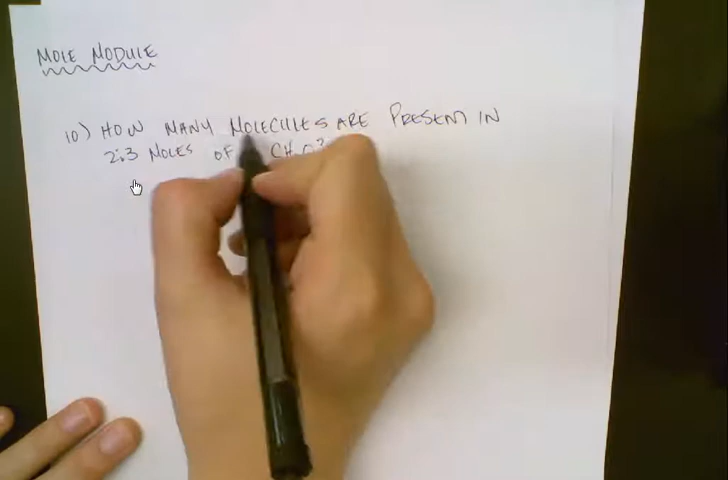 MOLE MODULE
10) HOW MANY MOLECULES ARE PRESENT IN
2.3 MOLES OF